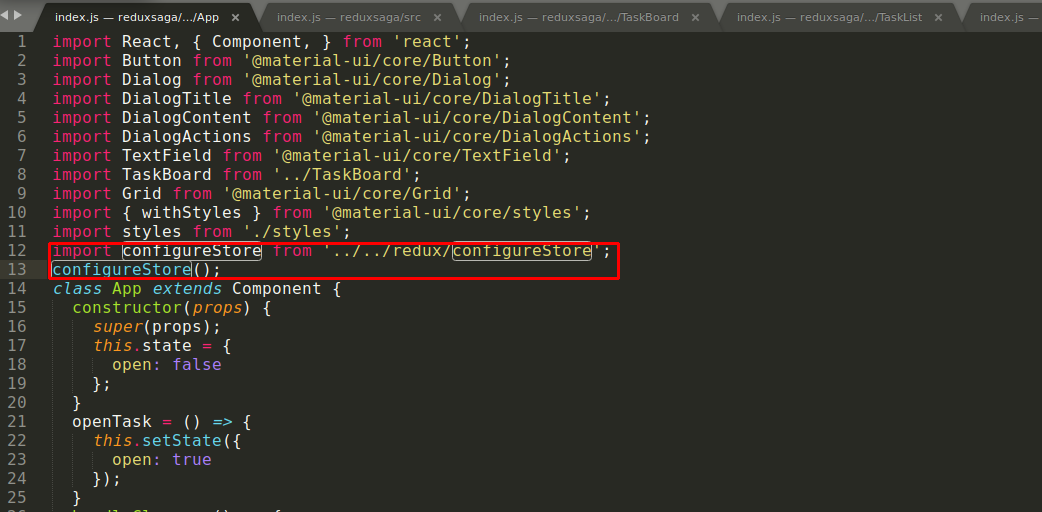 index.js — reduxsaga/.../App × index.js — reduxsaga/src × index.js — reduxsaga/.../TaskBoard × index.js — reduxsaga/.../TaskList × index.js —
1 import React, { Component, } from 'react';
2 import Button from '@material-ui/core/Button';
3 import Dialog from '@material-ui/core/Dialog';
4 import DialogTitle from '@material-ui/core/DialogTitle';
5 import DialogContent from '@material-ui/core/DialogContent';
6 import DialogActions from '@material-ui/core/DialogActions';
7 import TextField from '@material-ui/core/TextField';
8 import TaskBoard from '../TaskBoard';
9 import Grid from '@material-ui/core/Grid';
10 import { withStyles } from '@material-ui/core/styles';
11 import styles from './styles';
12 import configureStore from '../../redux/configureStore';
13 configureStore();
14 class App extends Component {
15 constructor(props) {
16 super(props);
17 this.state = {
18 open: false
19 };
20 }
21 openTask = () => {
22 this.setState({
23 open: true
24 });
25 }